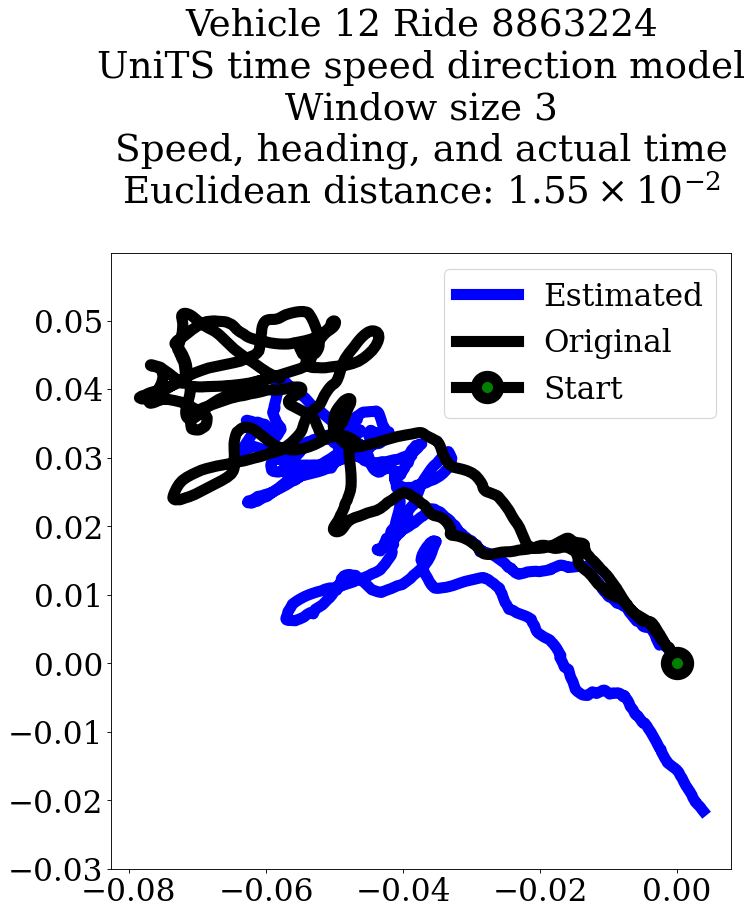 Vehicle 12 Ride 8863224
UniTS time speed direction model
Window size 3
Speed, heading, and actual time
Euclidean distance: 1.55 × 10⁻²
Estimated
Original
Start
0.05
0.04
0.03
0.02
0.01
0.00
−0.01
−0.02
−0.03
−0.08 −0.06 −0.04 −0.02 0.00